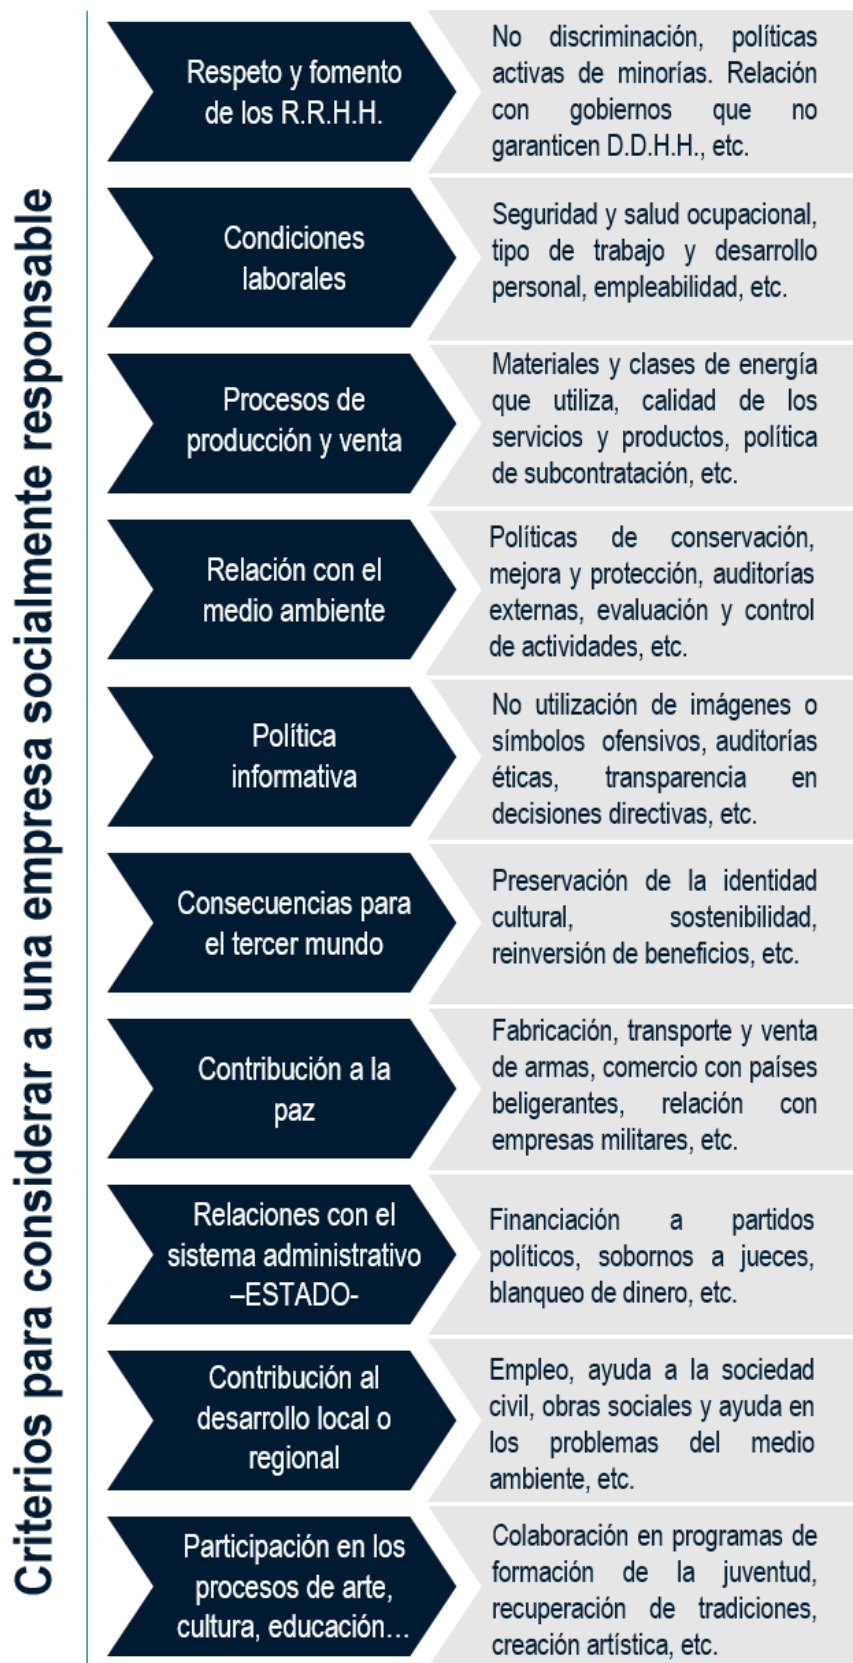 Criterios para considerar a una empresa socialmente responsable
Respeto y fomento
de los R.R.H.H.
No discriminación, políticas
activas de minorías. Relación
con gobiernos que no
garanticen D.D.H.H., etc.
Condiciones
laborales
Seguridad y salud ocupacional,
tipo de trabajo y desarrollo
personal, empleabilidad, etc.
Procesos de
producción y venta
Materiales y clases de energía
que utiliza, calidad de los
servicios y productos, política
de subcontratación, etc.
Relación con el
medio ambiente
Políticas de conservación,
mejora y protección, auditorías
externas, evaluación y control
de actividades, etc.
Política
informativa
No utilización de imágenes o
símbolos ofensivos, auditorías
éticas, transparencia en
decisiones directivas, etc.
Consecuencias para
el tercer mundo
Preservación de la identidad
cultural, sostenibilidad,
reinversión de beneficios, etc.
Contribución a la
paz
Fabricación, transporte y venta
de armas, comercio con países
beligerantes, relación con
empresas militares, etc.
Relaciones con el
sistema administrativo
–ESTADO-
Financiación a partidos
políticos, sobornos a jueces,
blanqueo de dinero, etc.
Contribución al
desarrollo local o
regional
Empleo, ayuda a la sociedad
civil, obras sociales y ayuda en
los problemas del medio
ambiente, etc.
Participación en los
procesos de arte,
cultura, educación…
Colaboración en programas de
formación de la juventud,
recuperación de tradiciones,
creación artística, etc.